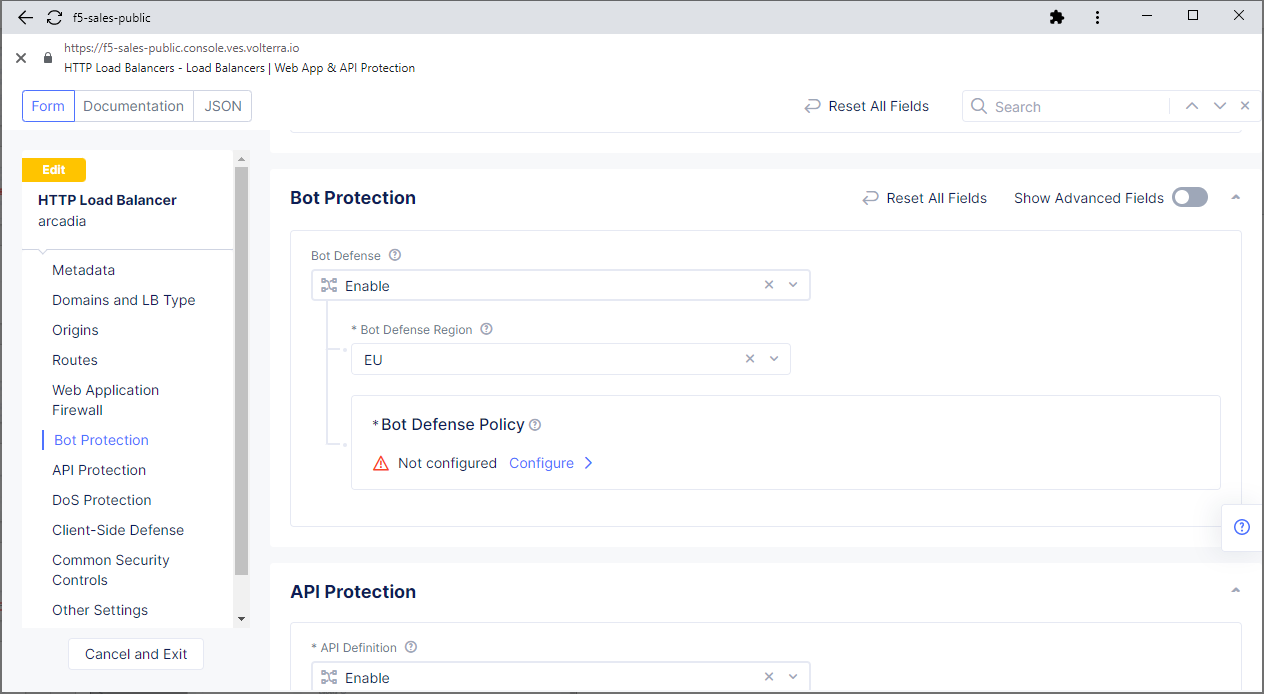 f5-sales-public
https://f5-sales-public.console.ves.volterra.io
HTTP Load Balancers - Load Balancers | Web App & API Protection
Form Documentation JSON
Reset All Fields
Search
Edit
HTTP Load Balancer
arcadia
Metadata
Domains and LB Type
Origins
Routes
Web Application
Firewall
Bot Protection
API Protection
DoS Protection
Client-Side Defense
Common Security
Controls
Other Settings
Cancel and Exit
Bot Protection
Reset All Fields
Show Advanced Fields
Bot Defense
Enable
* Bot Defense Region
EU
*Bot Defense Policy
Not configured Configure
API Protection
* API Definition
Enable